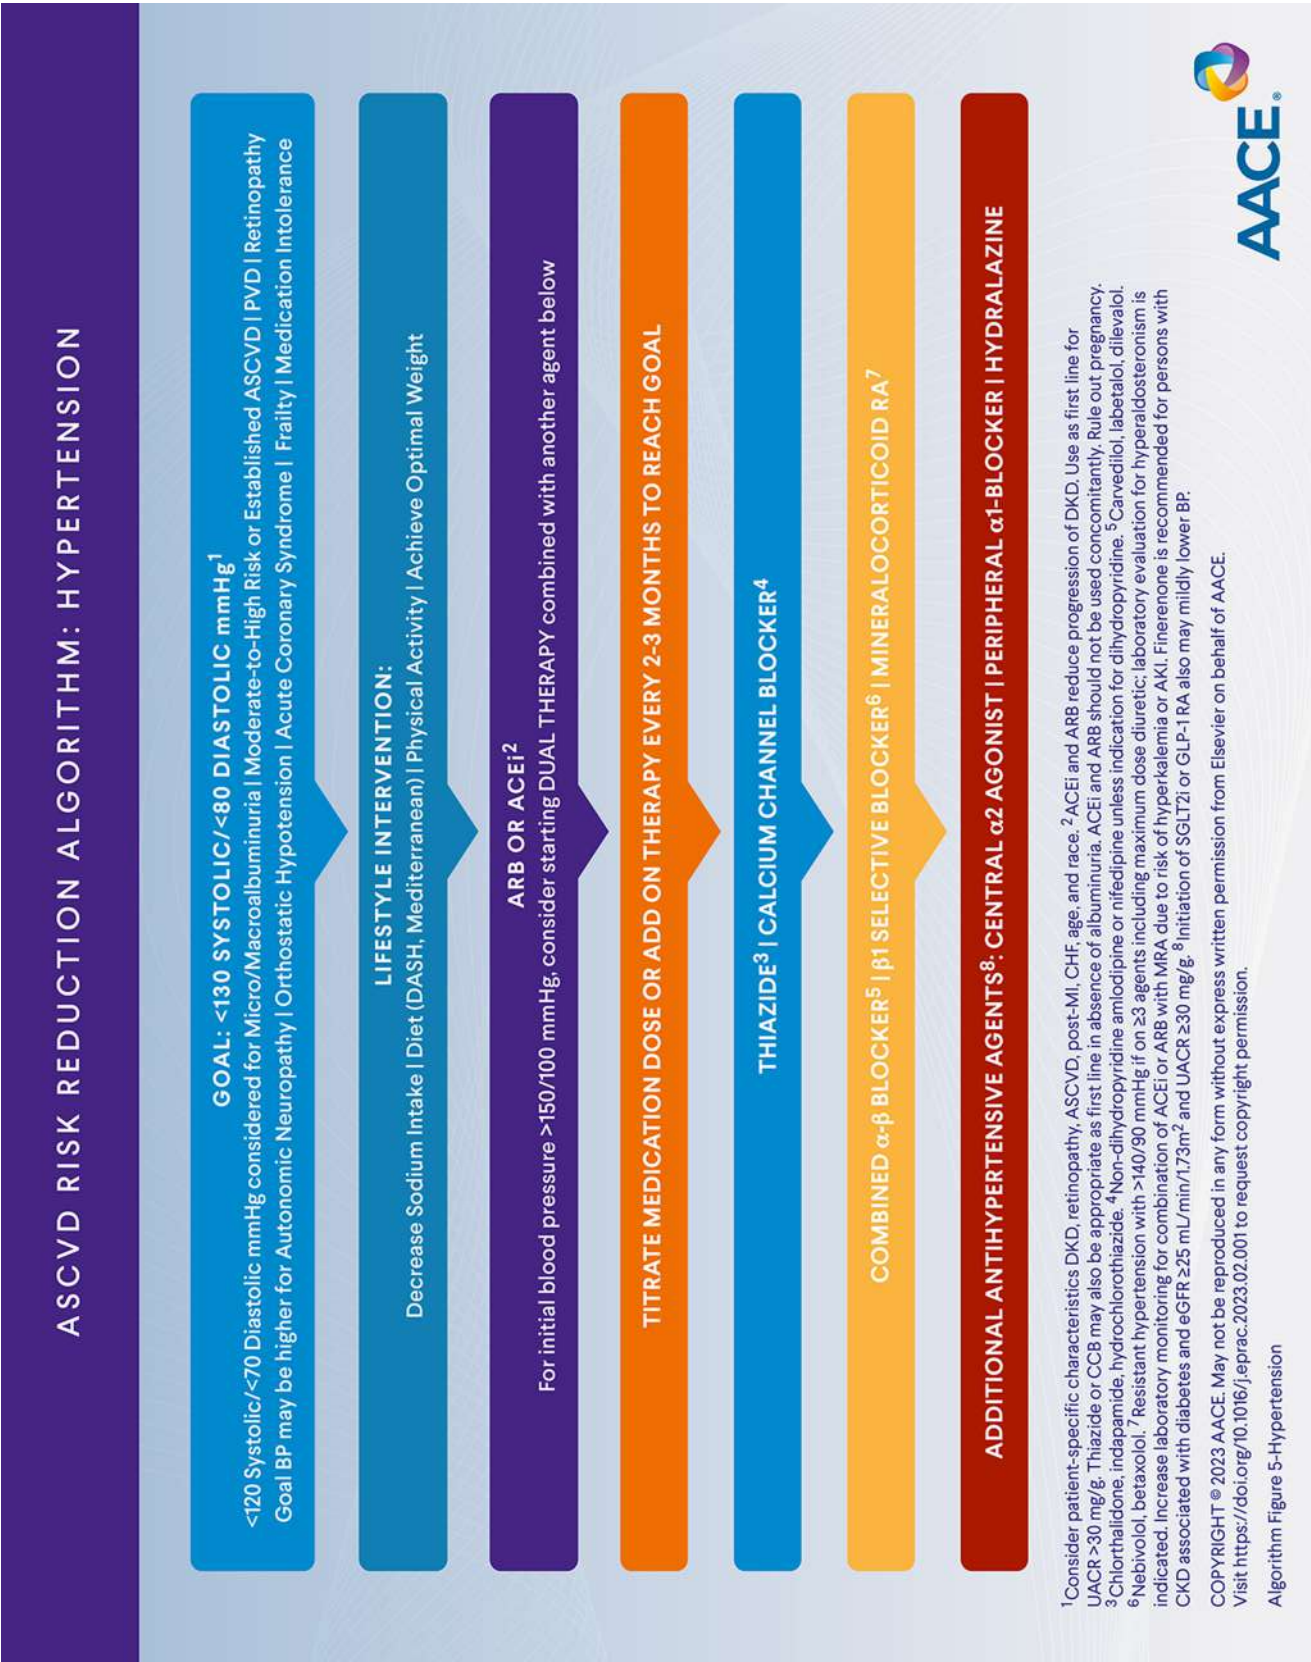 ASCVD RISK REDUCTION ALGORITHM: HYPERTENSION
GOAL: <130 SYSTOLIC/<80 DIASTOLIC mmHg¹
<120 Systolic/<70 Diastolic mmHg considered for Micro/Macroalbuminuria | Moderate-to-High Risk or Established ASCVD | PVD | Retinopathy
Goal BP may be higher for Autonomic Neuropathy | Orthostatic Hypotension | Acute Coronary Syndrome | Frailty | Medication Intolerance
LIFESTYLE INTERVENTION:
Decrease Sodium Intake | Diet (DASH, Mediterranean) | Physical Activity | Achieve Optimal Weight
ARB OR ACEi²
For initial blood pressure >150/100 mmHg, consider starting DUAL THERAPY combined with another agent below
TITRATE MEDICATION DOSE OR ADD ON THERAPY EVERY 2-3 MONTHS TO REACH GOAL
THIAZIDE³ | CALCIUM CHANNEL BLOCKER⁴
COMBINED α-β BLOCKER⁵ | β1 SELECTIVE BLOCKER⁶ | MINERALOCORTICOID RA⁷
ADDITIONAL ANTIHYPERTENSIVE AGENTS⁸: CENTRAL α2 AGONIST | PERIPHERAL α1-BLOCKER | HYDRALAZINE
¹Consider patient-specific characteristics DKD, retinopathy, ASCVD, post-MI, CHF, age, and race. ²ACEi and ARB reduce progression of DKD. Use as first line for
UACR >30 mg/g. Thiazide or CCB may also be appropriate as first line in absence of albuminuria. ACEi and ARB should not be used concomitantly. Rule out pregnancy.
³Chlorthalidone, indapamide, hydrochlorothiazide. ⁴Non-dihydropyridine amlodipine or nifedipine unless indication for dihydropyridine. ⁵Carvedilol, labetalol, dilevalol.
⁶Nebivolol, betaxolol. ⁷Resistant hypertension with >140/90 mmHg if on ≥3 agents including maximum dose diuretic; laboratory evaluation for hyperaldosteronism is
indicated. Increase laboratory monitoring for combination of ACEi or ARB with MRA due to risk of hyperkalemia or AKI. Finerenone is recommended for persons with
CKD associated with diabetes and eGFR ≥25 mL/min/1.73m² and UACR ≥30 mg/g. ⁸Initiation of SGLT2i or GLP-1 RA also may mildly lower BP.
COPYRIGHT © 2023 AACE. May not be reproduced in any form without express written permission from Elsevier on behalf of AACE.
Visit https://doi.org/10.1016/j.eprac.2023.02.001 to request copyright permission.
Algorithm Figure 5-Hypertension
AACE®